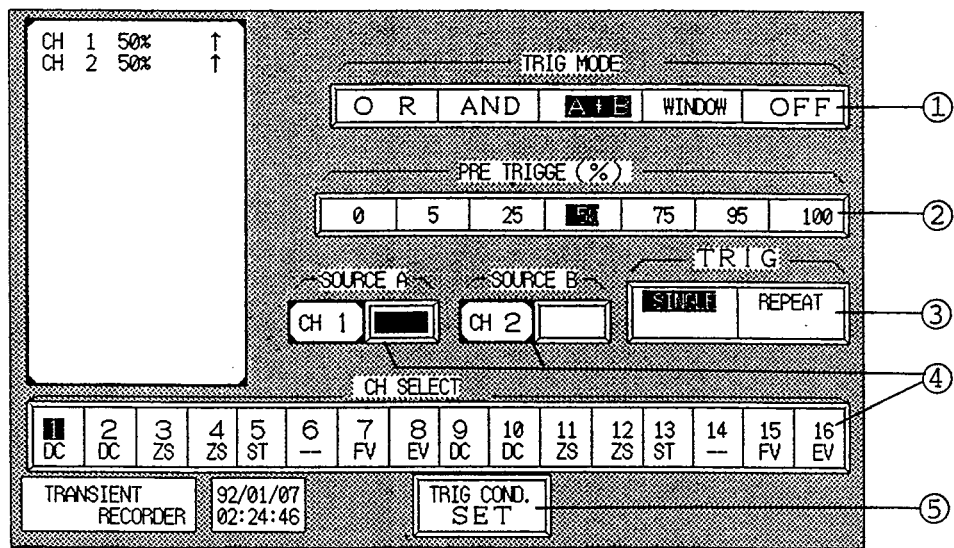 CH 1 50% ↑
CH 2 50% ↑
TRIG MODE
OR AND A↑B WINDOW OFF ①
PRE TRIGGE (%)
0 5 25 50 75 95 100 ②
TRIG
SOURCE A SOURCE B
SINGLE REPEAT ③
CH 1 CH 2
④
CH SELECT
1 2 3 4 5 6 7 8 9 10 11 12 13 14 15 16
DC DC ZS ZS ST -- FV EV DC DC ZS ZS ST -- FV EV
TRANSIENT
RECORDER
92/01/07
02:24:46
TRIG COND.
SET ⑤